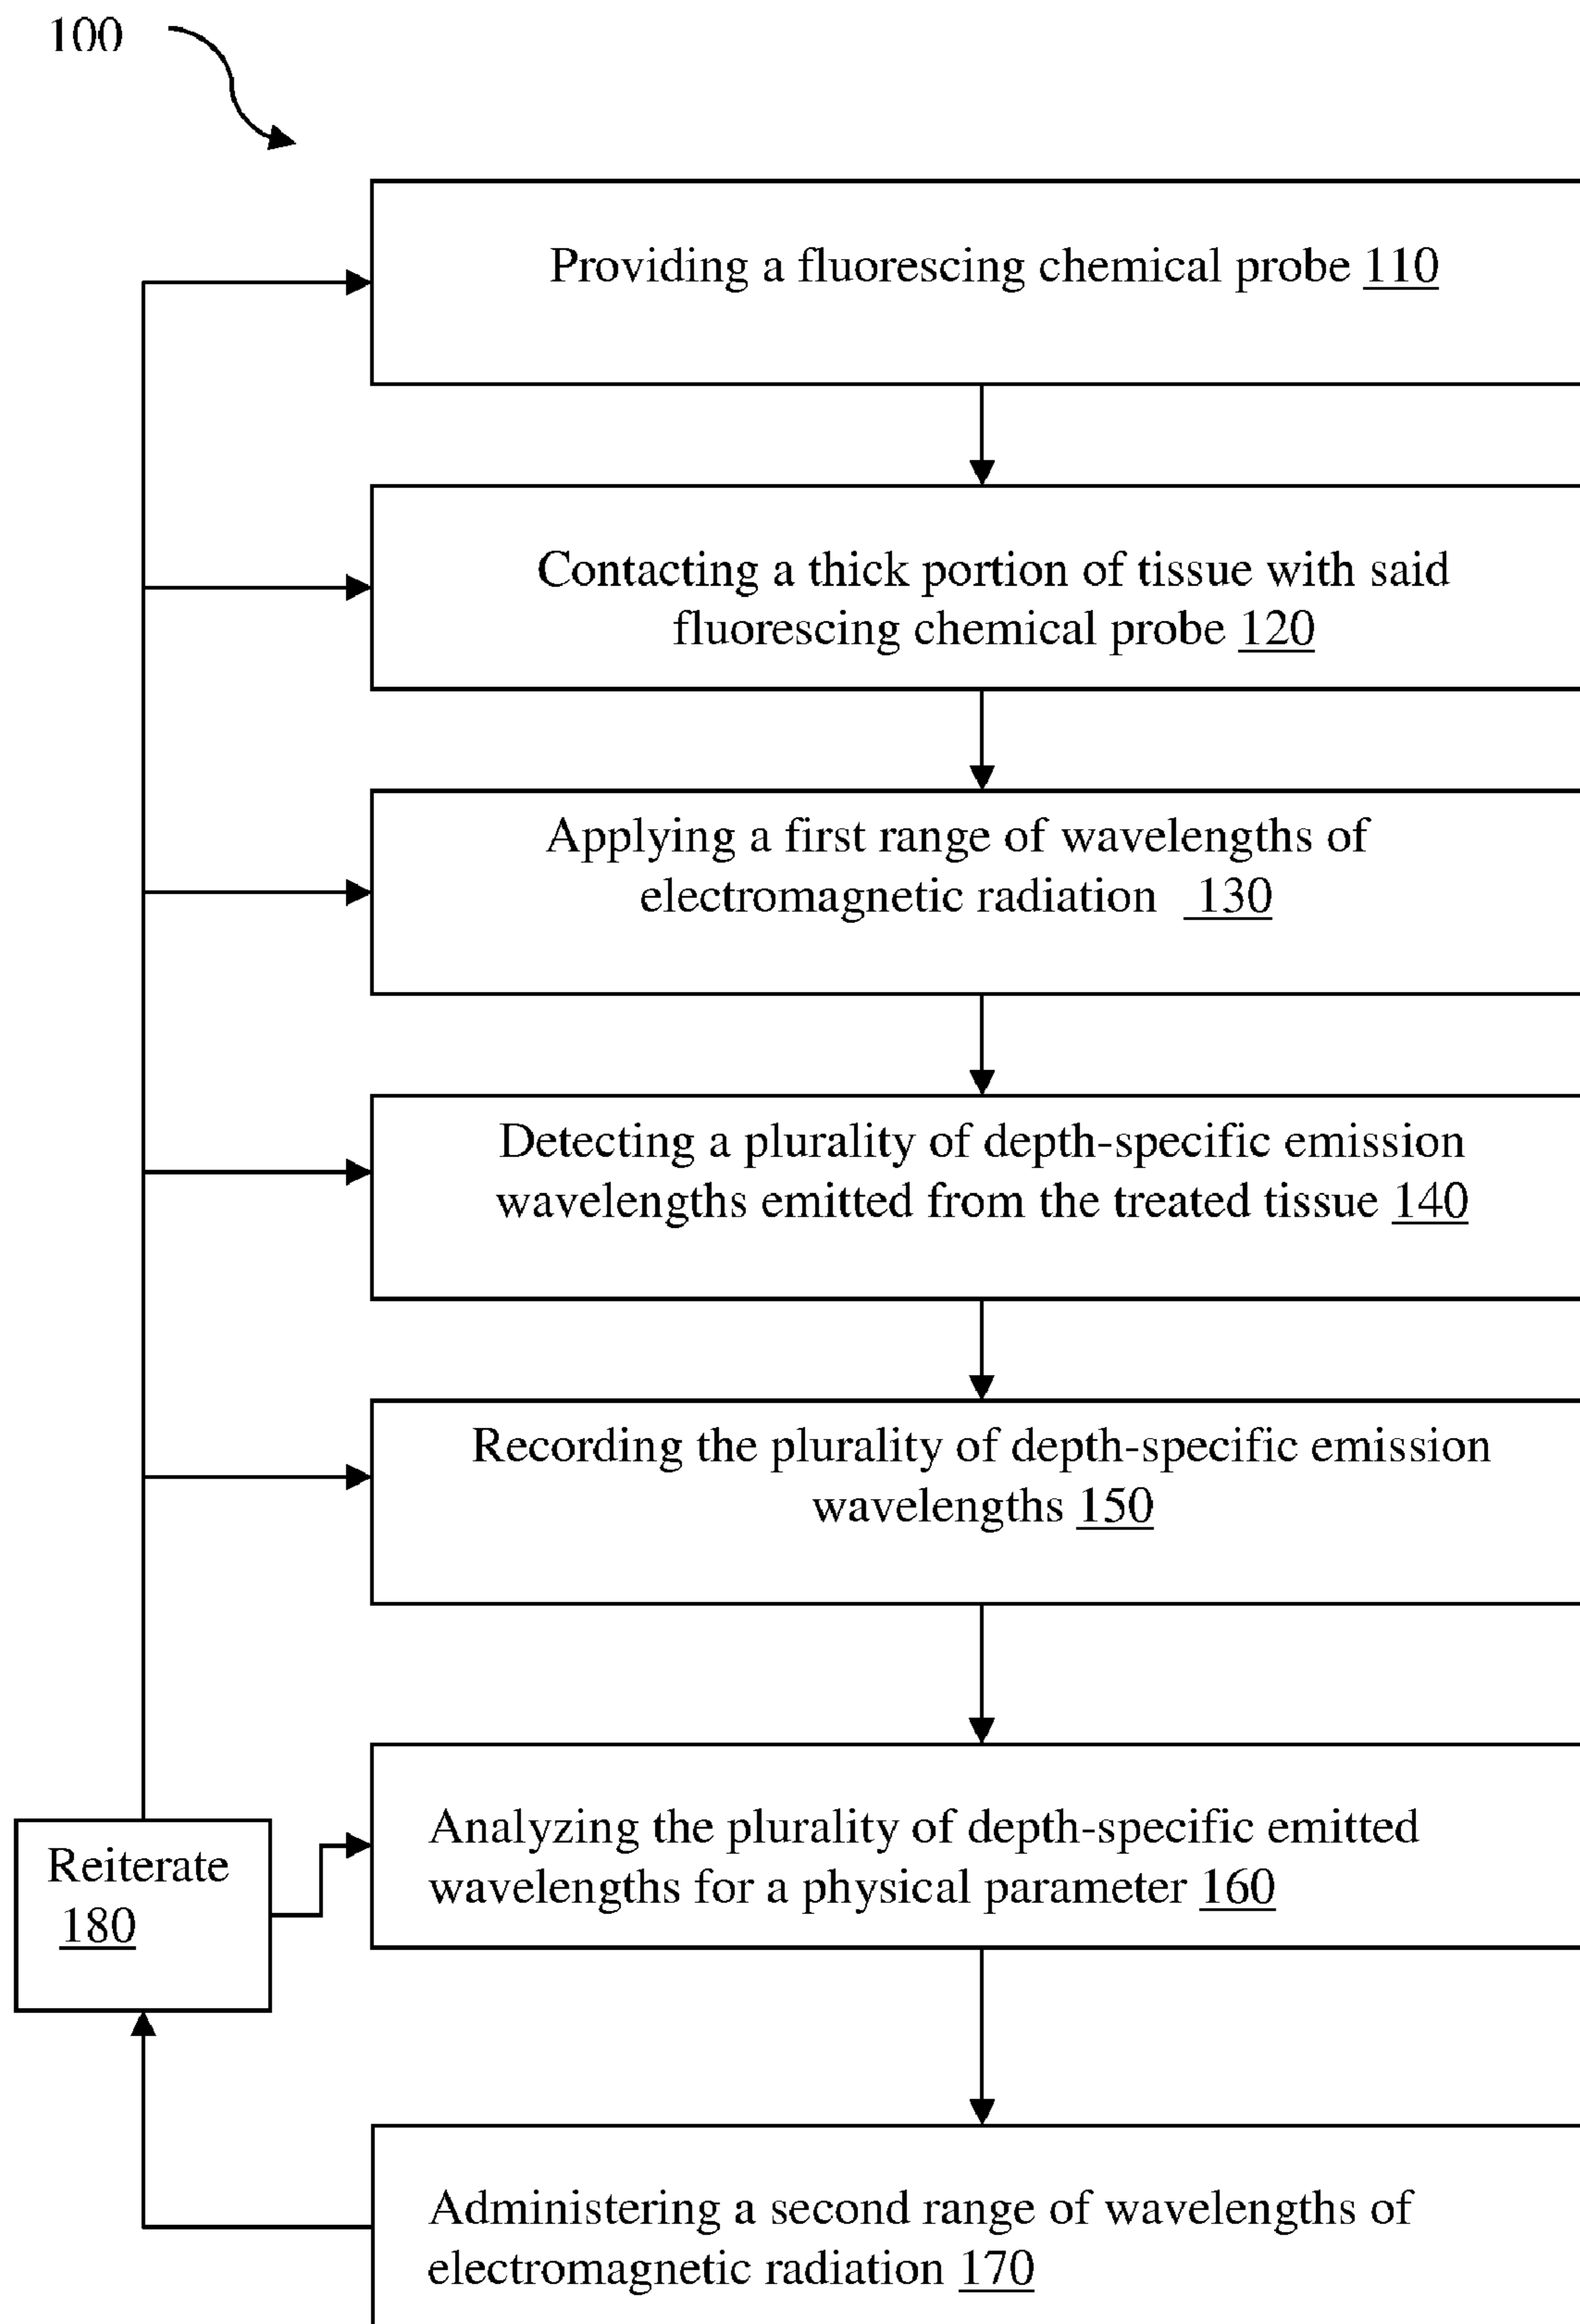 100
Providing a fluorescing chemical probe 110
Contacting a thick portion of tissue with said
fluorescing chemical probe 120
Applying a first range of wavelengths of
electromagnetic radiation 130
Detecting a plurality of depth-specific emission
wavelengths emitted from the treated tissue 140
Recording the plurality of depth-specific emission
wavelengths 150
Analyzing the plurality of depth-specific emitted
wavelengths for a physical parameter 160
Reiterate
180
Administering a second range of wavelengths of
electromagnetic radiation 170